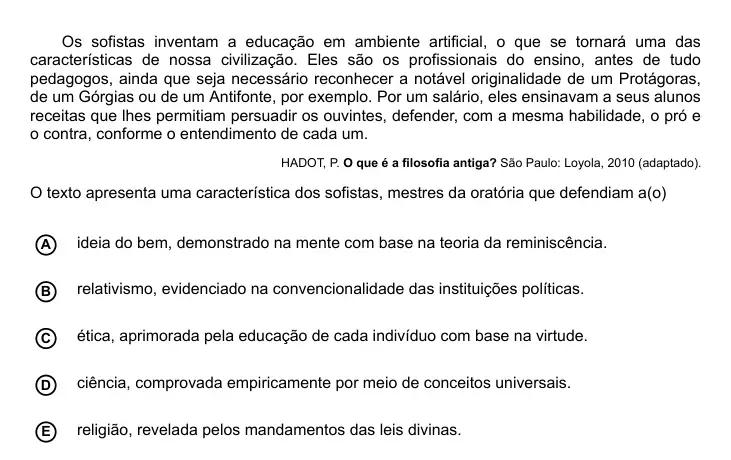 Os sofistas inventam a educação em ambiente artificial, o que se tornará uma das
características de nossa civilização. Eles são os profissionais do ensino, antes de tudo
pedagogos, ainda que seja necessário reconhecer a notável originalidade de um Protágoras,
de um Górgias ou de um Antifonte, por exemplo. Por um salário, eles ensinavam a seus alunos
receitas que lhes permitiam persuadir os ouvintes, defender, com a mesma habilidade, o pró e
o contra, conforme o entendimento de cada um.
HADOT, P. O que é a filosofia antiga? São Paulo: Loyola, 2010 (adaptado).
O texto apresenta uma característica dos sofistas, mestres da oratória que defendiam a(o)
A ideia do bem, demonstrado na mente com base na teoria da reminiscência.
B relativismo, evidenciado na convencionalidade das instituições políticas.
C ética, aprimorada pela educação de cada indivíduo com base na virtude.
D ciência, comprovada empiricamente por meio de conceitos universais.
E religião, revelada pelos mandamentos das leis divinas.